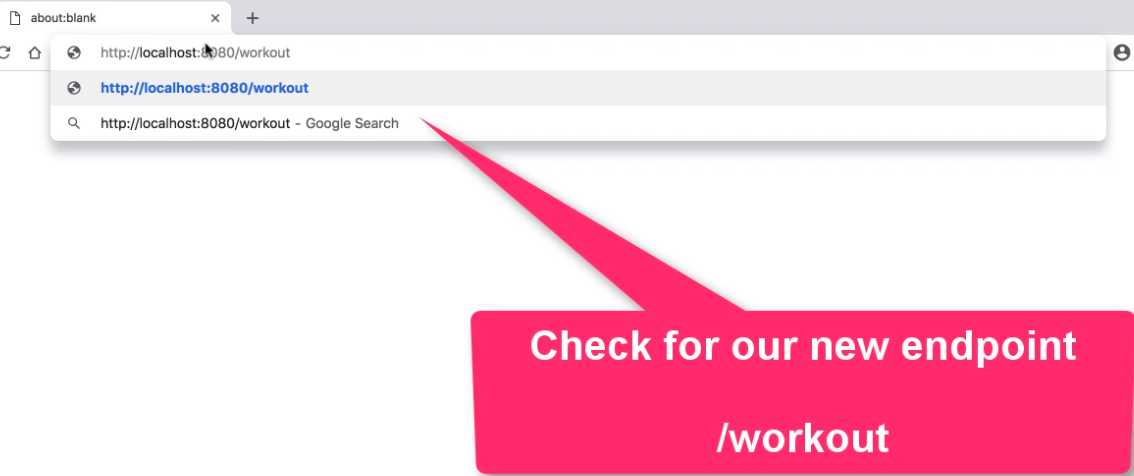 about:blank
http://localhost:8080/workout
http://localhost:8080/workout
http://localhost:8080/workout - Google Search
Check for our new endpoint
/workout